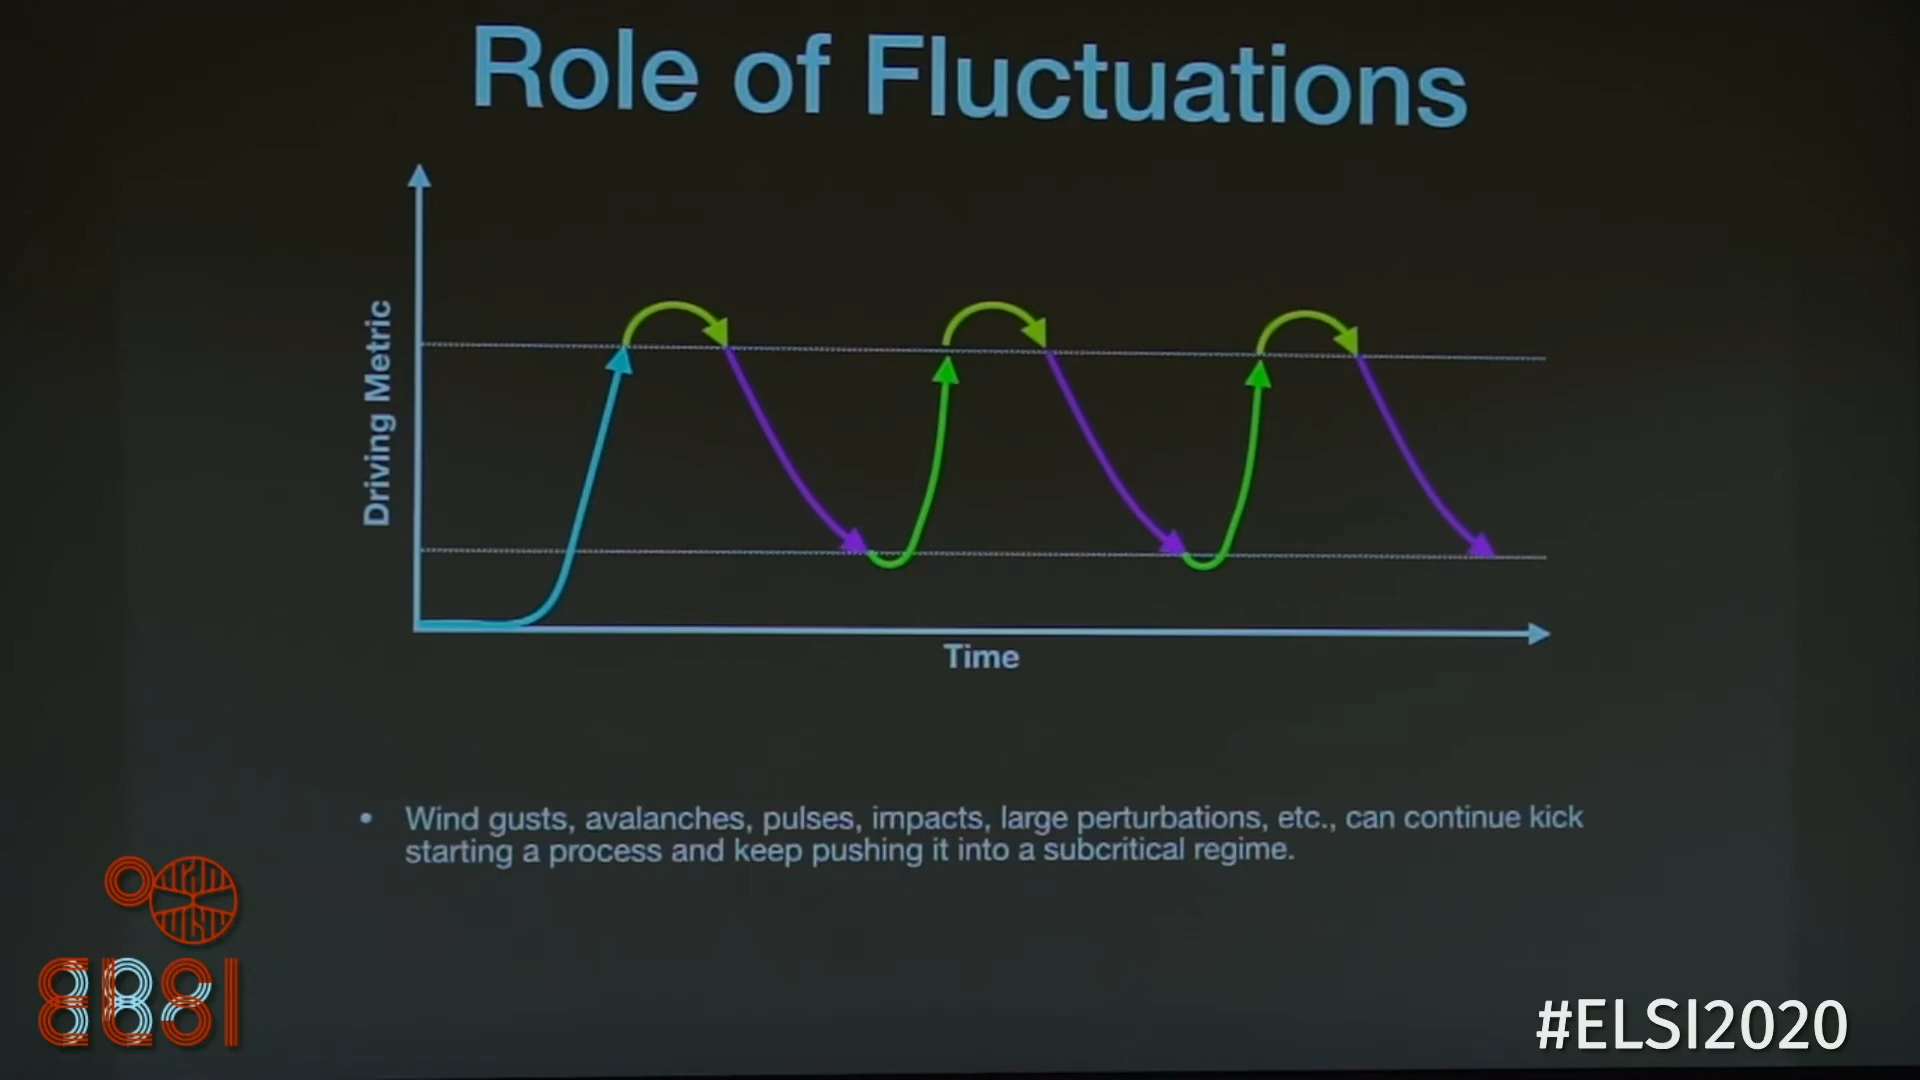 Role of Fluctuations
Driving Metric
Time
• Wind gusts, avalanches, pulses, impacts, large perturbations, etc., can continue kick
starting a process and keep pushing it into a subcritical regime.
ELSI
#ELSI2020